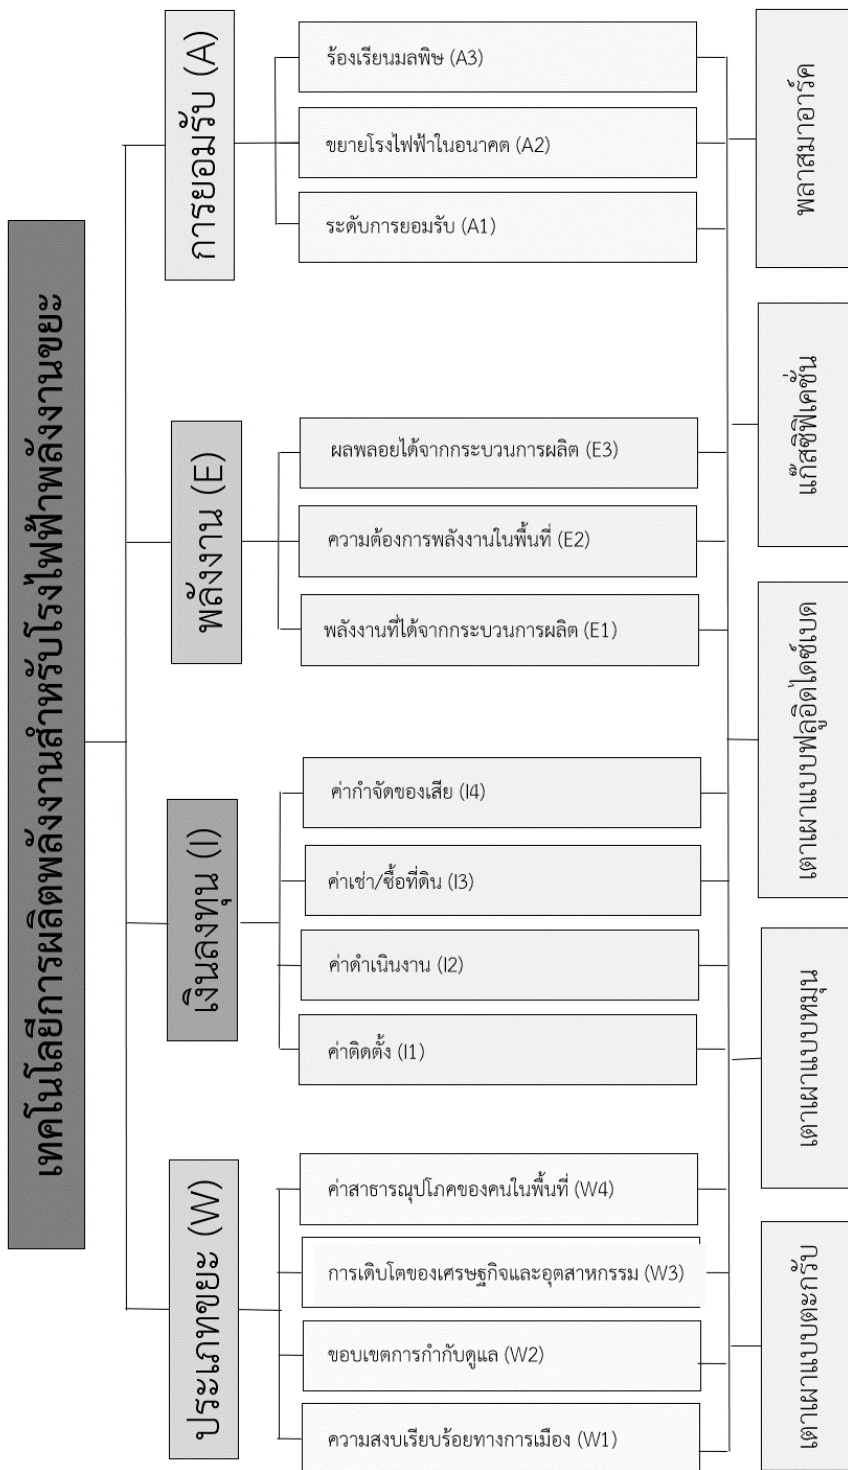 เทคโนโลยีการผลิตพลังงานสำหรับโรงไฟฟ้าพลังงานขยะ
การยอมรับ (A)
ร้องเรียนมลพิษ (A3)
ขยายโรงไฟฟ้าในอนาคต (A2)
ระดับการยอมรับ (A1)
พลังงาน (E)
ผลพลอยได้จากกระบวนการผลิต (E3)
ความต้องการพลังงานในพื้นที่ (E2)
พลังงานที่ได้จากกระบวนการผลิต (E1)
เงินลงทุน (I)
ค่ากำจัดของเสีย (I4)
ค่าเช่า/ซื้อที่ดิน (I3)
ค่าดำเนินงาน (I2)
ค่าติดตั้ง (I1)
ประเภทขยะ (W)
ค่าสาธารณุปโภคของคนในพื้นที่ (W4)
การเติบโตของเศรษฐกิจและอุตสาหกรรม (W3)
ขอบเขตการกำกับดูแล (W2)
ความสงบเรียบร้อยทางการเมือง (W1)
พลาสมาอาร์ค
แก๊สซิฟิเคชั่น
เตาเผาแบบฟลูอิดไดซ์เบด
เตาเผาแบบหมุน
เตาเผาแบบตะกรับ